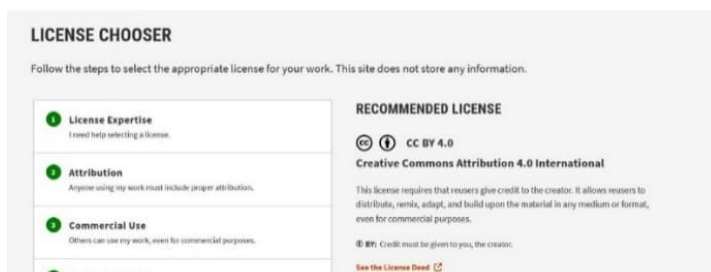 LICENSE CHOOSER
Follow the steps to select the appropriate license for your work. This site does not store any information.
1 License Expertise
I need help selecting a license.
2 Attribution
Anyone using my work must include proper attribution.
3 Commercial Use
Others can use my work, even for commercial purposes.
RECOMMENDED LICENSE
CC BY 4.0
Creative Commons Attribution 4.0 International
This license requires that reusers give credit to the creator. It allows reusers to
distribute, remix, adapt, and build upon the material in any medium or format,
even for commercial purposes.
BY: Credit must be given to you, the creator.
See the License Deed